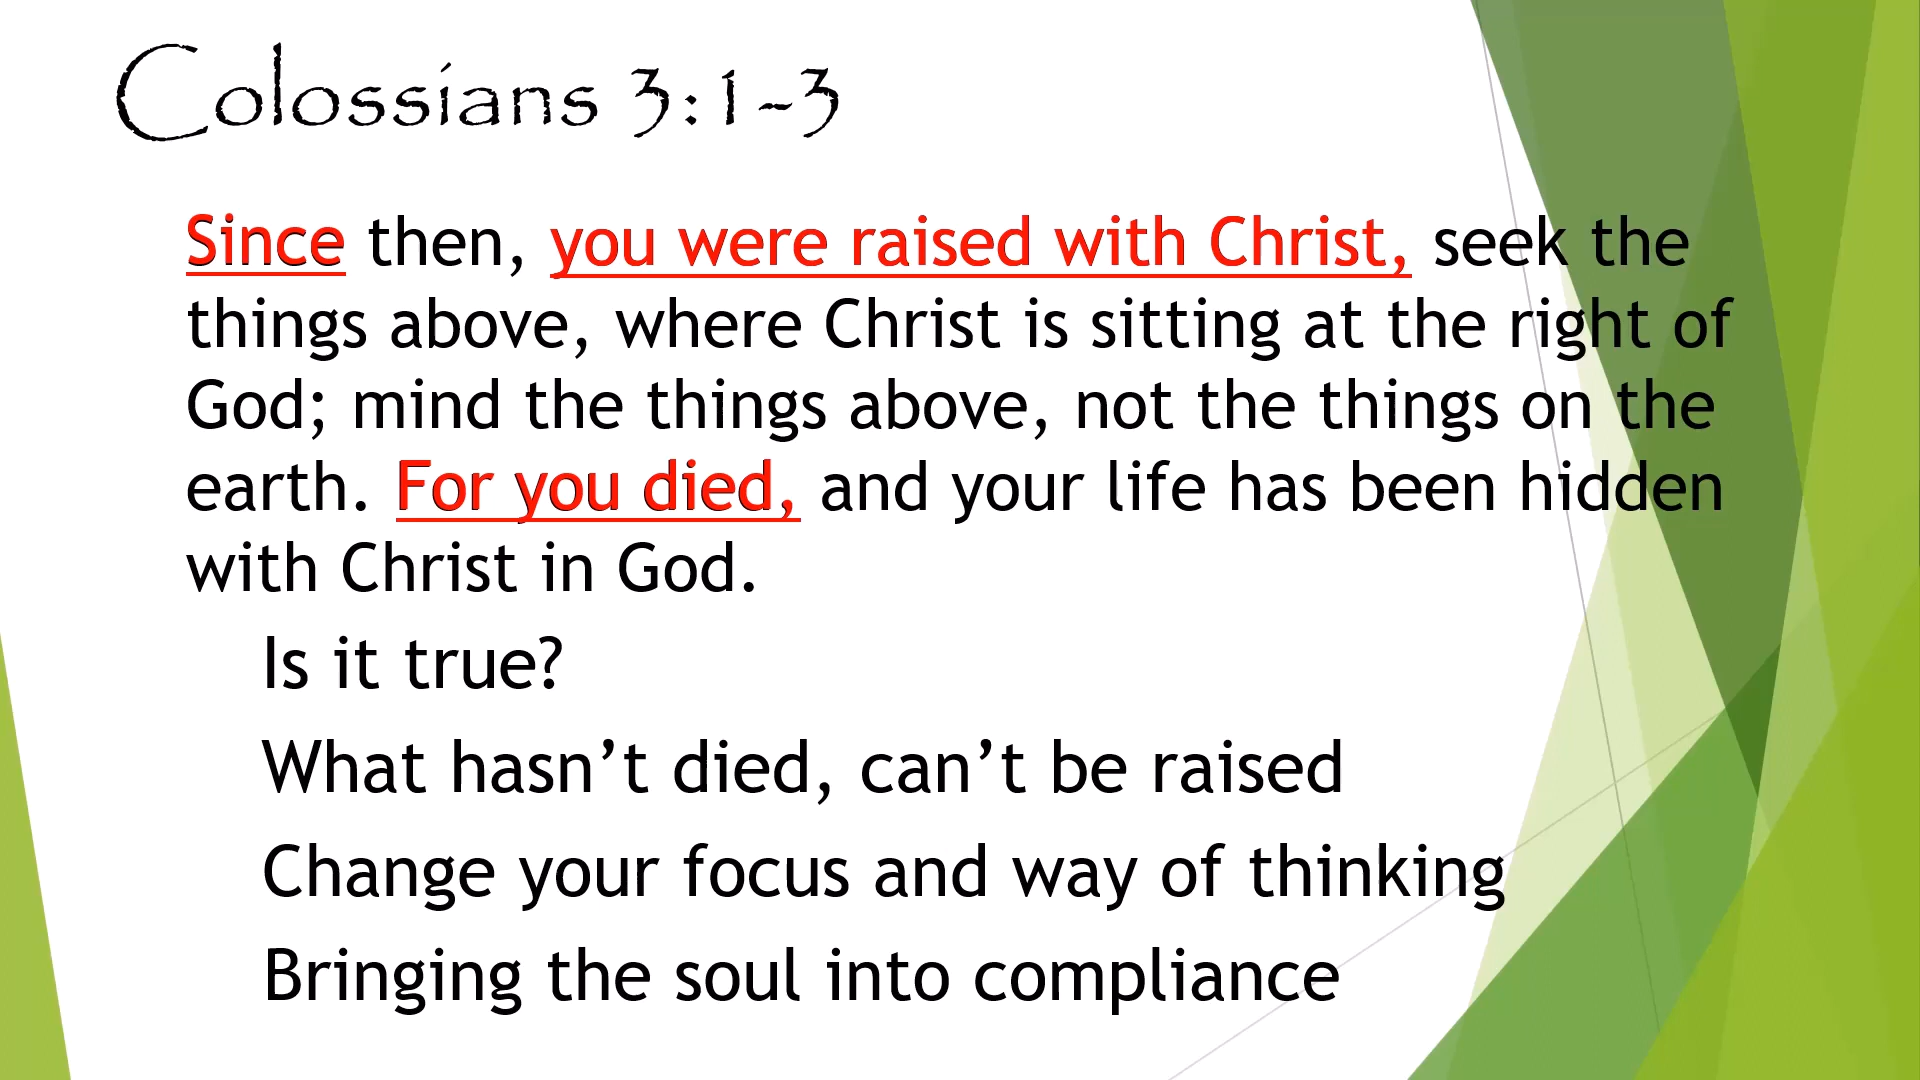 Colossians 3:1-3
Since then, you were raised with Christ, seek the
things above, where Christ is sitting at the right of
God; mind the things above, not the things on the
earth. For you died, and your life has been hidden
with Christ in God.
Is it true?
What hasn’t died, can’t be raised
Change your focus and way of thinking
Bringing the soul into compliance